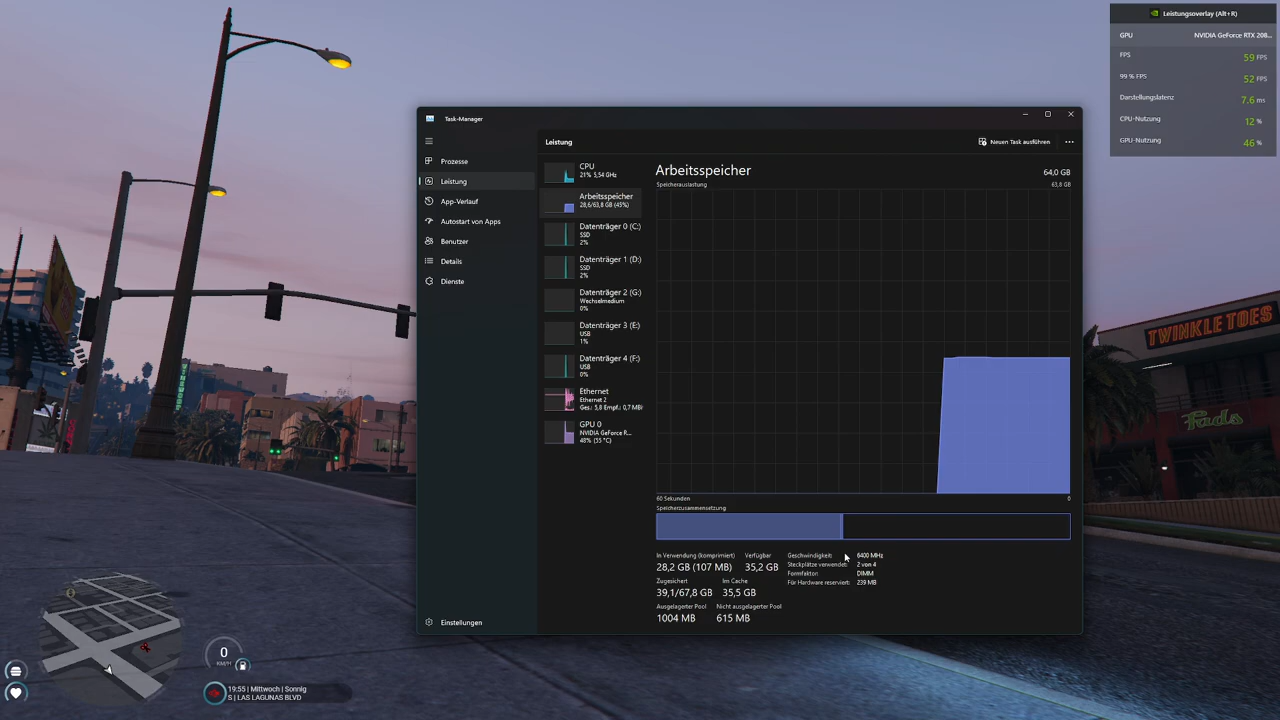 Leistungsoverlay (Alt+R)
GPU NVIDIA GeForce RTX 208...
FPS 59 FPS
99 % FPS 52 FPS
Darstellungslatenz 7.6 ms
CPU-Nutzung 12 %
GPU-Nutzung 46 %
Task-Manager
Prozesse
Leistung
App-Verlauf
Autostart von Apps
Benutzer
Details
Dienste
Einstellungen
Leistung
Neuen Task ausführen
CPU
21% 5,54 GHz
Arbeitsspeicher
28,6/63,8 GB (45%)
Datenträger 0 (C:)
SSD
2%
Datenträger 1 (D:)
SSD
2%
Datenträger 2 (G:)
Wechselmedium
0%
Datenträger 3 (E:)
USB
1%
Datenträger 4 (F:)
USB
0%
Ethernet
Ethernet 2
Ges.: 5,8 Empf.: 0,7 MBi
GPU 0
NVIDIA GeForce R...
48% (55 °C)
Arbeitsspeicher 64,0 GB
Speicherauslastung 63,8 GB
60 Sekunden 0
Speicherzusammensetzung
In Verwendung (komprimiert) Verfügbar
28,2 GB (107 MB) 35,2 GB
Zugesichert Im Cache
39,1/67,8 GB 35,5 GB
Ausgelagerter Pool Nicht ausgelagerter Pool
1004 MB 615 MB
Geschwindigkeit: 6400 MHz
Steckplätze verwendet: 2 von 4
Formfaktor: DIMM
Für Hardware reserviert: 239 MB
TWINKLE TOES
Fads
0
KM/H
19:55 | Mittwoch | Sonnig
S | LAS LAGUNAS BLVD